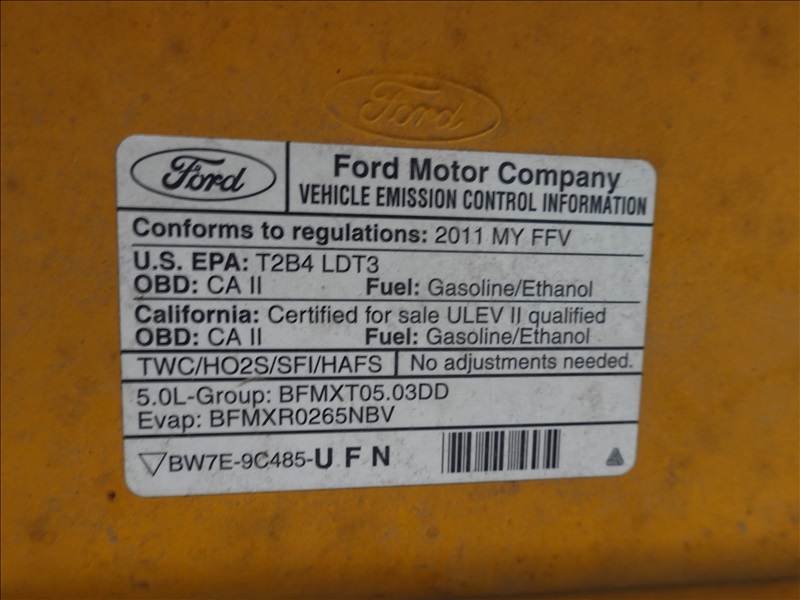 Ford
Ford
Ford Motor Company
VEHICLE EMISSION CONTROL INFORMATION
Conforms to regulations: 2011 MY FFV
U.S. EPA: T2B4 LDT3
OBD: CA II Fuel: Gasoline/Ethanol
California: Certified for sale ULEV II qualified
OBD: CA II Fuel: Gasoline/Ethanol
TWC/HO2S/SFI/HAFS No adjustments needed.
5.0L-Group: BFMXT05.03DD
Evap: BFMXR0265NBV
BW7E-9C485-U F N